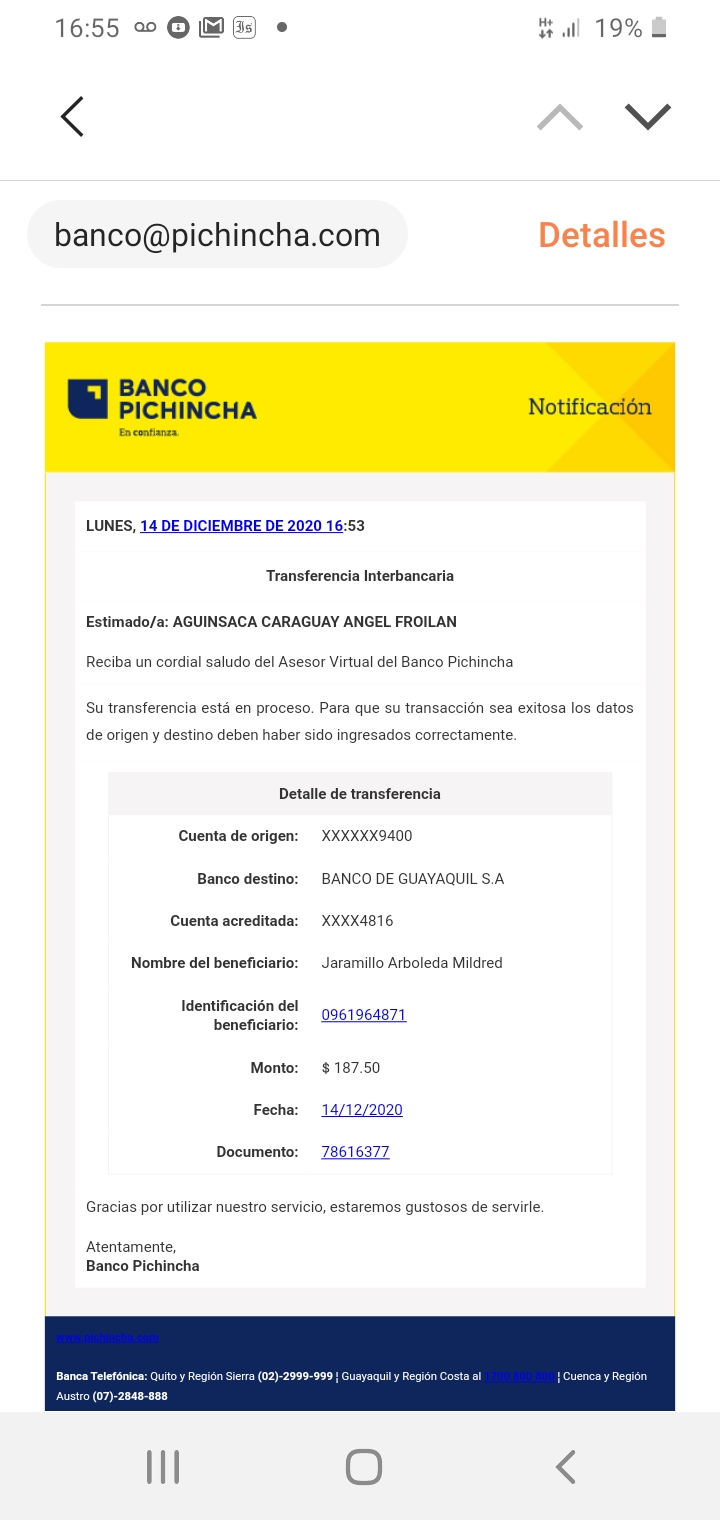 16:55
H+
19%
banco@pichincha.com
Detalles
BANCO
PICHINCHA
En confianza.
Notificación
LUNES, 14 DE DICIEMBRE DE 2020 16:53
Transferencia Interbancaria
Estimado/a: AGUINSACA CARAGUAY ANGEL FROILAN
Reciba un cordial saludo del Asesor Virtual del Banco Pichincha
Su transferencia está en proceso. Para que su transacción sea exitosa los datos
de origen y destino deben haber sido ingresados correctamente.
Detalle de transferencia
Cuenta de origen: XXXXXX9400
Banco destino: BANCO DE GUAYAQUIL S.A
Cuenta acreditada: XXXX4816
Nombre del beneficiario: Jaramillo Arboleda Mildred
Identificación del
beneficiario: 0961964871
Monto: $ 187.50
Fecha: 14/12/2020
Documento: 78616377
Gracias por utilizar nuestro servicio, estaremos gustosos de servirle.
Atentamente,
Banco Pichincha
www.pichincha.com
Banca Telefónica: Quito y Región Sierra (02)-2999-999 ¦ Guayaquil y Región Costa al 1700 800 800 ¦ Cuenca y Región
Austro (07)-2848-888